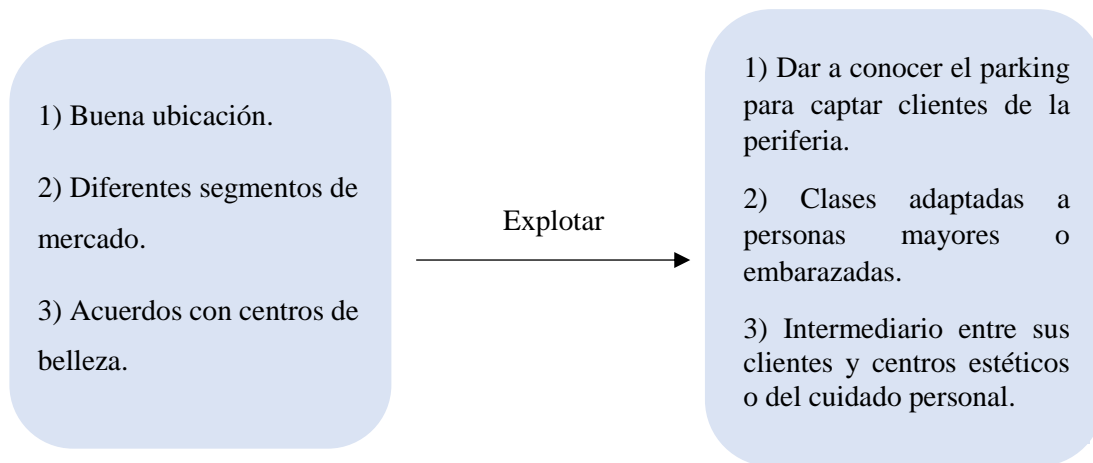 1) Buena ubicación.
2) Diferentes segmentos de
mercado.
3) Acuerdos con centros de
belleza.
Explotar
1) Dar a conocer el parking
para captar clientes de la
periferia.
2) Clases adaptadas a
personas mayores o
embarazadas.
3) Intermediario entre sus
clientes y centros estéticos
o del cuidado personal.